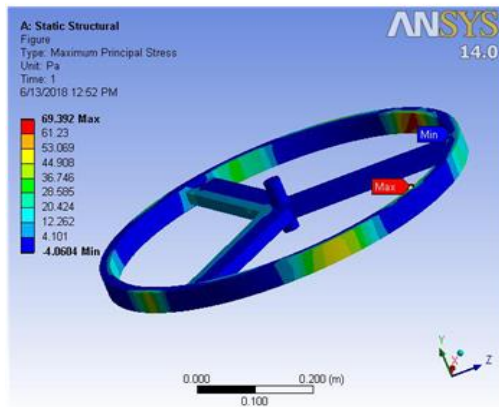 A: Static Structural
Figure
Type: Maximum Principal Stress
Unit: Pa
Time: 1
6/13/2018 12:52 PM
ANSYS
14.0
69.392 Max
61.23
53.069
44.908
36.746
28.585
20.424
12.262
4.101
-4.0604 Min
Min
Max
Y
X
Z
0.000
0.200 (m)
0.100